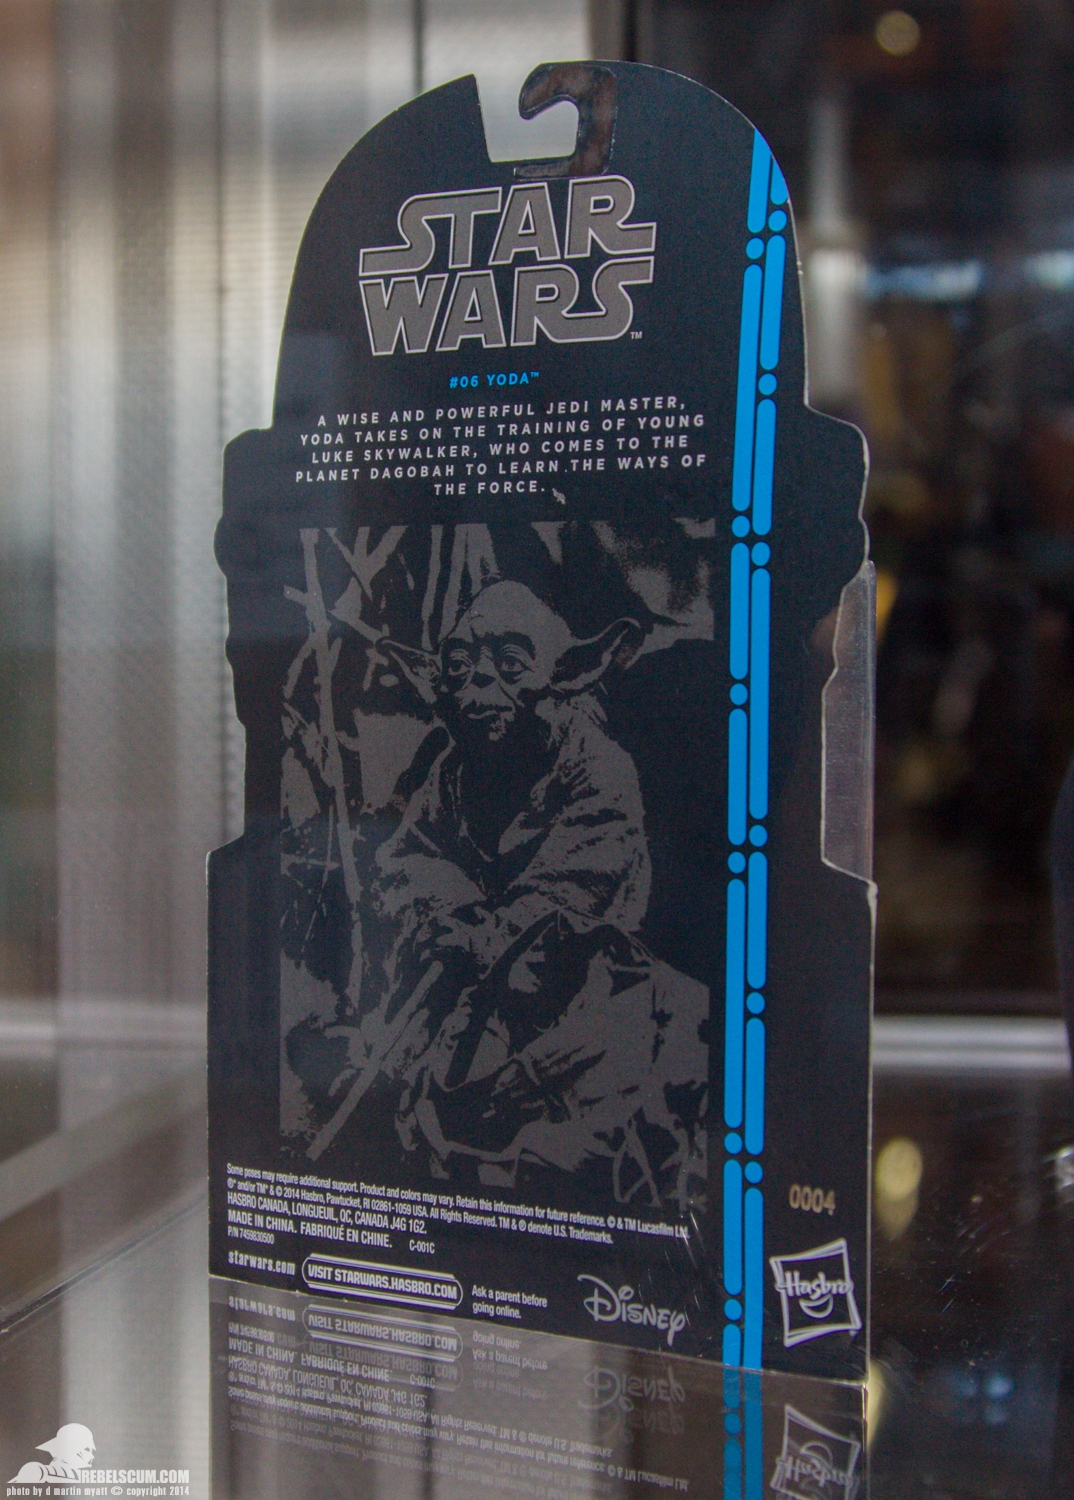 STAR
WARS™
#06 YODA™
A WISE AND POWERFUL JEDI MASTER,
YODA TAKES ON THE TRAINING OF YOUNG
LUKE SKYWALKER, WHO COMES TO THE
PLANET DAGOBAH TO LEARN THE WAYS OF
THE FORCE.
Some poses may require additional support. Product and colors may vary. Retain this information for future reference. © & TM Lucasfilm Ltd.
®* and/or TM* & © 2014 Hasbro, Pawtucket, RI 02861-1059 USA. All Rights Reserved. TM & ® denote U.S. Trademarks.
HASBRO CANADA, LONGUEUIL, QC, CANADA J4G 1G2.
MADE IN CHINA. FABRIQUÉ EN CHINE. C-001C
P/N 7459830500
starwars.com
VISIT STARWARS.HASBRO.COM
Ask a parent before
going online.
Disney
0004
Hasbro
REBELSCUM.COM
photo by d martin myatt © copyright 2014